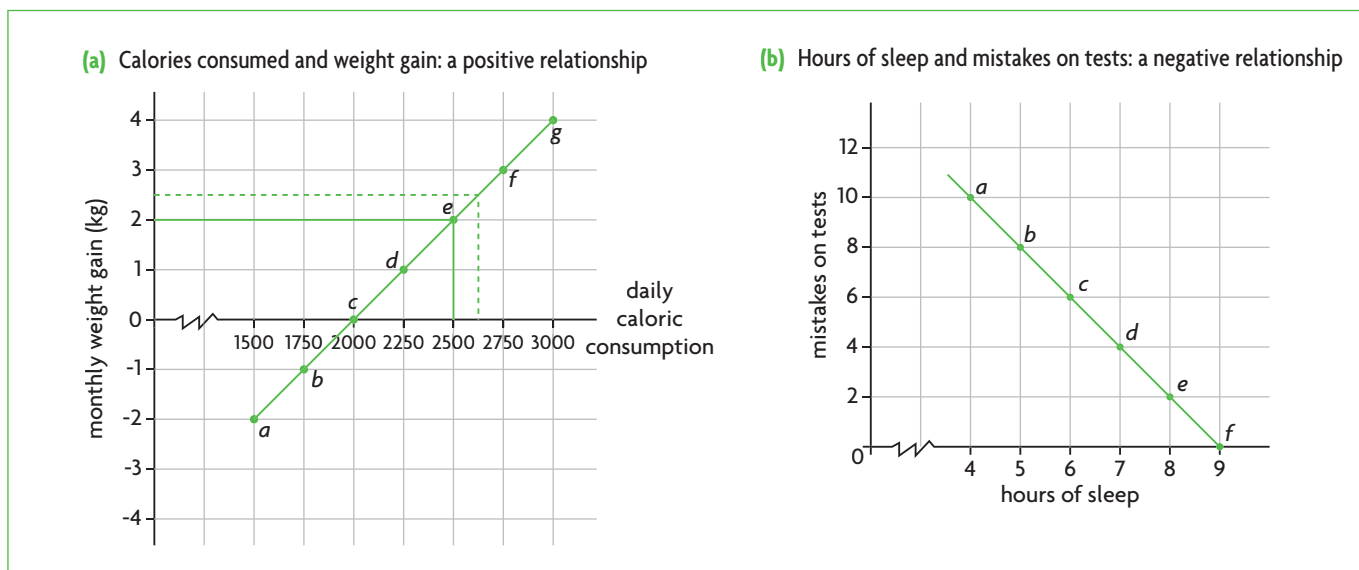 (a) Calories consumed and weight gain: a positive relationship
monthly weight gain (kg)
4
3
2
1
0
-1
-2
-3
-4
1500 1750 2000 2250 2500 2750 3000
daily
caloric
consumption
a
b
c
d
e
f
g
(b) Hours of sleep and mistakes on tests: a negative relationship
mistakes on tests
12
10
8
6
4
2
0
4 5 6 7 8 9
hours of sleep
a
b
c
d
e
f